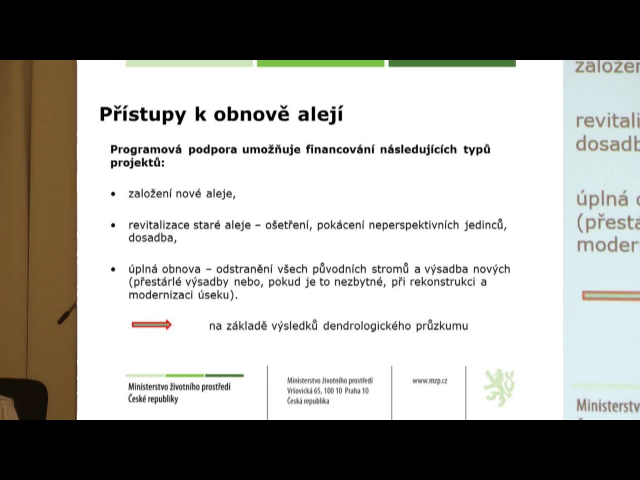 Přístupy k obnově alejí
Programová podpora umožňuje financování následujících typů
projektů:
• založení nové aleje,
• revitalizace staré aleje – ošetření, pokácení neperspektivních jedinců,
dosadba,
• úplná obnova – odstranění všech původních stromů a výsadba nových
(přestárlé výsadby nebo, pokud je to nezbytné, při rekonstrukci a
modernizaci úseku).
na základě výsledků dendrologického průzkumu
Ministerstvo životního prostředí
České republiky
Ministerstvo životního prostředí
Vršovická 65, 100 10 Praha 10
Česká republika
www.mzp.cz
založer
revitali
dosadb
úplná
(přestá
moder
Ministerstv